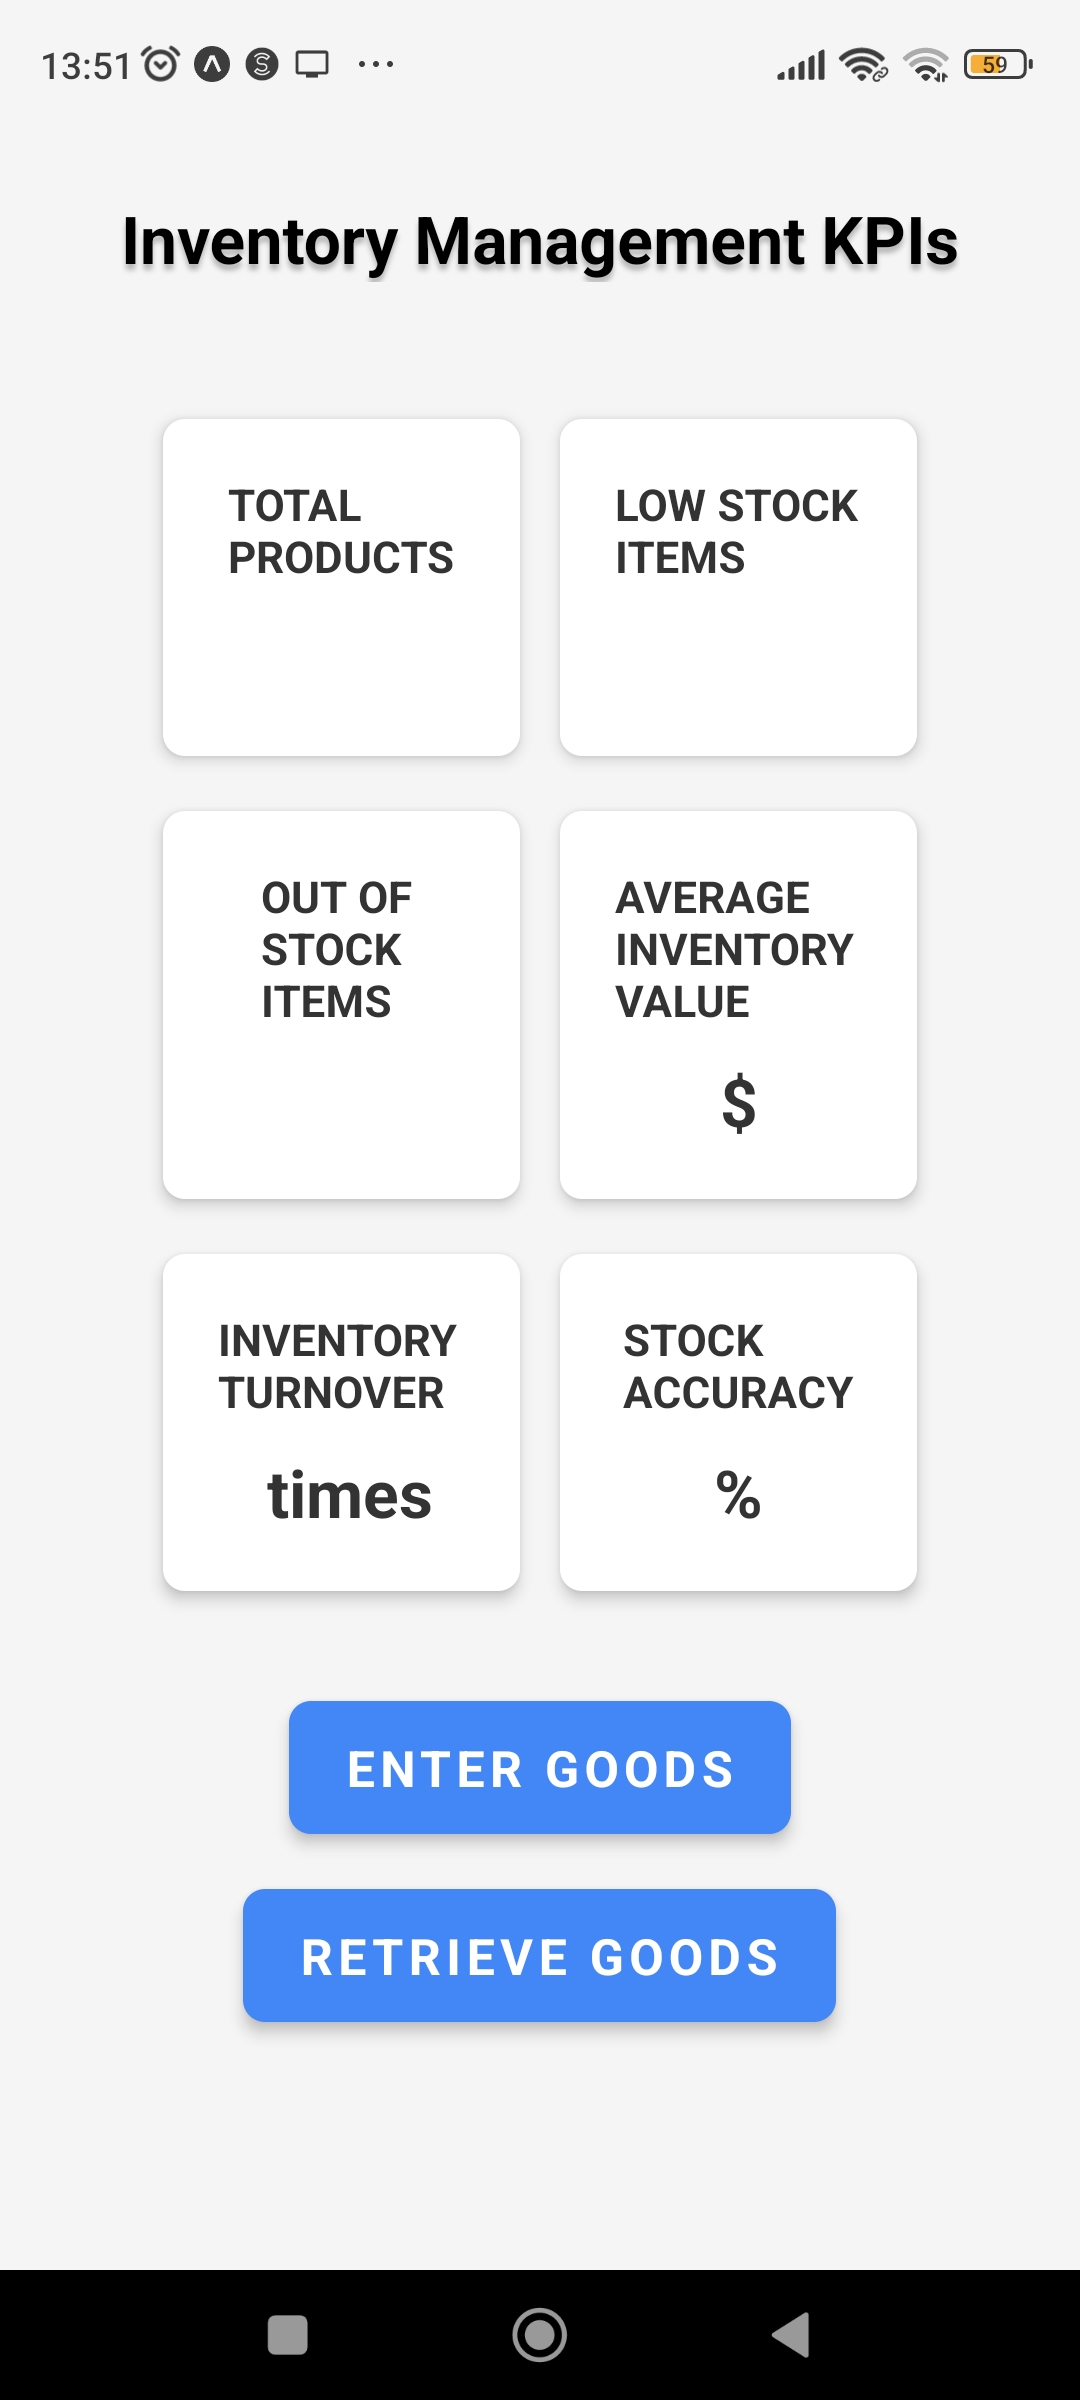 13:51
59
Inventory Management KPIs
TOTAL
PRODUCTS
LOW STOCK
ITEMS
OUT OF
STOCK
ITEMS
AVERAGE
INVENTORY
VALUE
$
INVENTORY
TURNOVER
times
STOCK
ACCURACY
%
ENTER GOODS
RETRIEVE GOODS